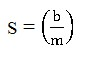 S = (b/m)